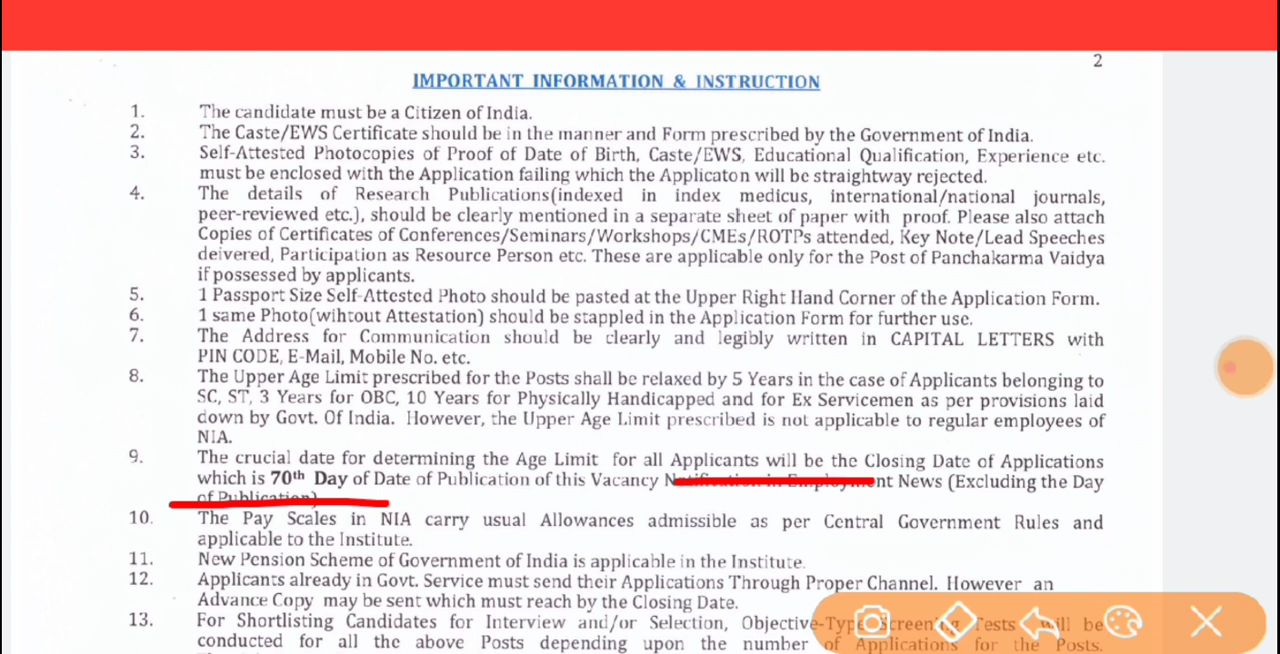 2
IMPORTANT INFORMATION & INSTRUCTION
1. The candidate must be a Citizen of India.
2. The Caste/EWS Certificate should be in the manner and Form prescribed by the Government of India.
3. Self-Attested Photocopies of Proof of Date of Birth, Caste/EWS, Educational Qualification, Experience etc.
must be enclosed with the Application failing which the Applicaton will be straightway rejected.
4. The details of Research Publications(indexed in index medicus, international/national journals,
peer-reviewed etc.), should be clearly mentioned in a separate sheet of paper with proof. Please also attach
Copies of Certificates of Conferences/Seminars/Workshops/CMEs/ROTPs attended, Key Note/Lead Speeches
deivered, Participation as Resource Person etc. These are applicable only for the Post of Panchakarma Vaidya
if possessed by applicants.
5. 1 Passport Size Self-Attested Photo should be pasted at the Upper Right Hand Corner of the Application Form.
6. 1 same Photo(wihtout Attestation) should be stappled in the Application Form for further use.
7. The Address for Communication should be clearly and legibly written in CAPITAL LETTERS with
PIN CODE, E-Mail, Mobile No. etc.
8. The Upper Age Limit prescribed for the Posts shall be relaxed by 5 Years in the case of Applicants belonging to
SC, ST, 3 Years for OBC, 10 Years for Physically Handicapped and for Ex Servicemen as per provisions laid
down by Govt. Of India. However, the Upper Age Limit prescribed is not applicable to regular employees of
NIA.
9. The crucial date for determining the Age Limit for all Applicants will be the Closing Date of Applications
which is 70th Day of Date of Publication of this Vacancy Notification in Employment News (Excluding the Day
of Publication)
10. The Pay Scales in NIA carry usual Allowances admissible as per Central Government Rules and
applicable to the Institute.
11. New Pension Scheme of Government of India is applicable in the Institute.
12. Applicants already in Govt. Service must send their Applications Through Proper Channel. However an
Advance Copy may be sent which must reach by the Closing Date.
13. For Shortlisting Candidates for Interview and/or Selection, Objective-Type Screening Tests will be
conducted for all the above Posts depending upon the number of Applications for the Posts.